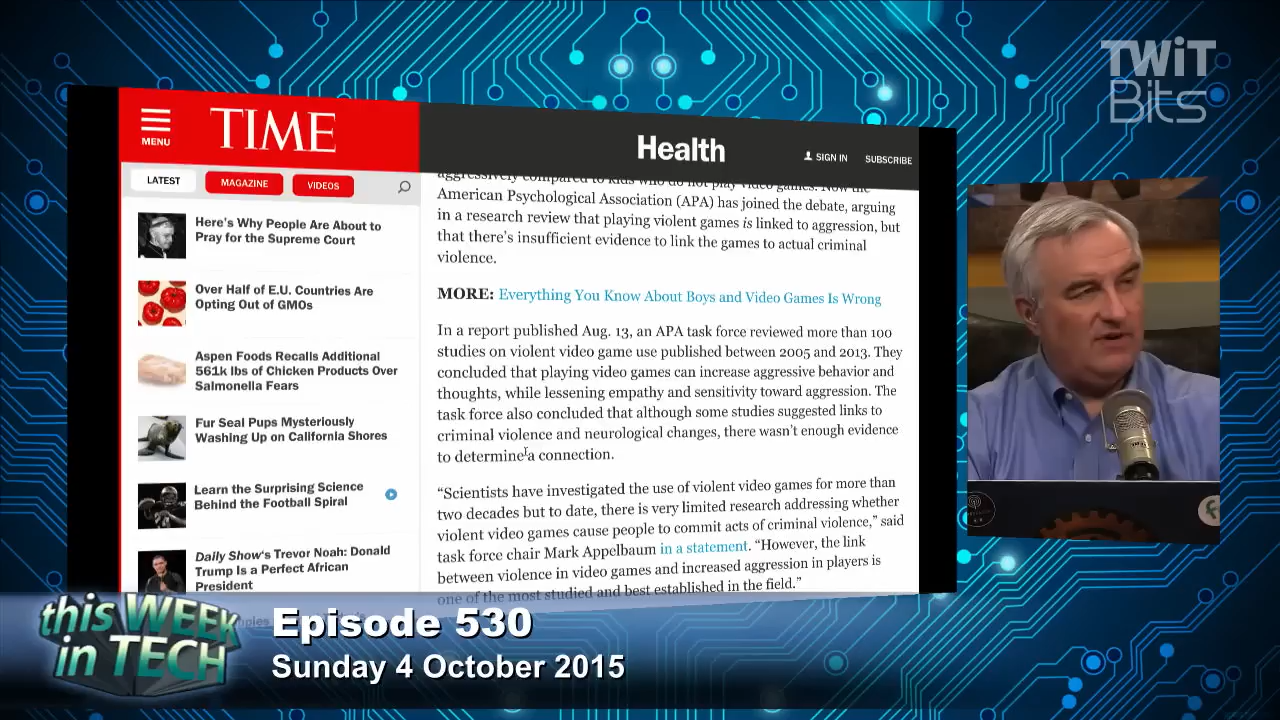 TWiT
Bits
TIME
MENU
Health
SIGN IN
SUBSCRIBE
LATEST
MAGAZINE
VIDEOS
Here's Why People Are About to
Pray for the Supreme Court
Over Half of E.U. Countries Are
Opting Out of GMOs
Aspen Foods Recalls Additional
561k lbs of Chicken Products Over
Salmonella Fears
Fur Seal Pups Mysteriously
Washing Up on California Shores
Learn the Surprising Science
Behind the Football Spiral
Daily Show's Trevor Noah: Donald
Trump Is a Perfect African
President
aggressively compared to kids who do not play video games. Now the
American Psychological Association (APA) has joined the debate, arguing
in a research review that playing violent games is linked to aggression, but
that there's insufficient evidence to link the games to actual criminal
violence.
MORE: Everything You Know About Boys and Video Games Is Wrong
In a report published Aug. 13, an APA task force reviewed more than 100
studies on violent video game use published between 2005 and 2013. They
concluded that playing video games can increase aggressive behavior and
thoughts, while lessening empathy and sensitivity toward aggression. The
task force also concluded that although some studies suggested links to
criminal violence and neurological changes, there wasn't enough evidence
to determine a connection.
"Scientists have investigated the use of violent video games for more than
two decades but to date, there is very limited research addressing whether
violent video games cause people to commit acts of criminal violence," said
task force chair Mark Appelbaum in a statement. "However, the link
between violence in video games and increased aggression in players is
one of the most studied and best established in the field."
this WEEK
in TECH
Episode 530
Sunday 4 October 2015